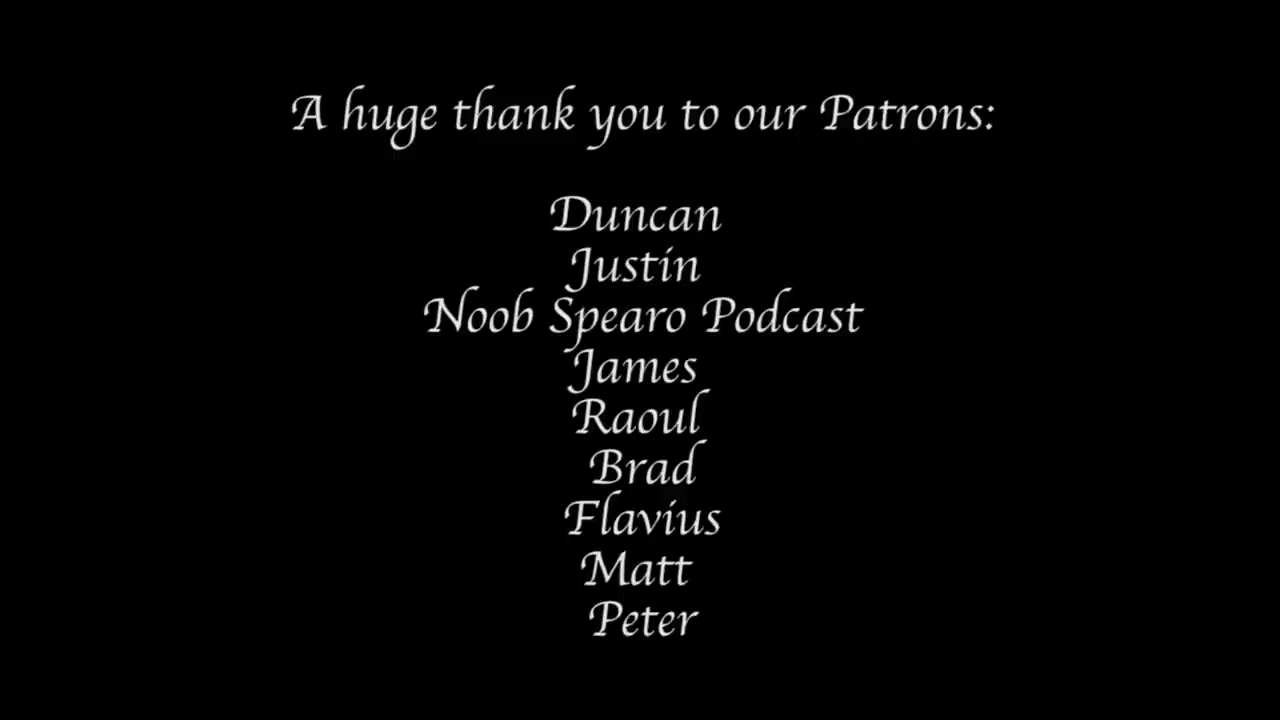 A huge thank you to our Patrons:
Duncan
Justin
Noob Spearo Podcast
James
Raoul
Brad
Flavius
Matt
Peter